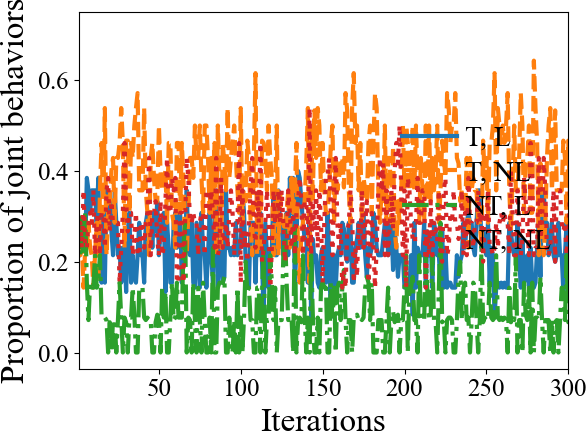 Proportion of joint behaviors
0.6
0.4
0.2
0.0
T, L
T, NL
NT, L
NT, NL
50
100
150
200
250
300
Iterations